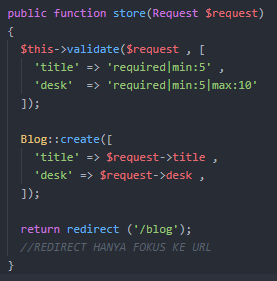 public function store(Request $request)
{
  $this->validate($request , [
    'title' => 'required|min:5' ,
    'desk'  => 'required|min:5|max:10'
  ]);

  Blog::create([
    'title' => $request->title ,
    'desk' => $request->desk ,
  ]);

  return redirect ('/blog');
  //REDIRECT HANYA FOKUS KE URL
}